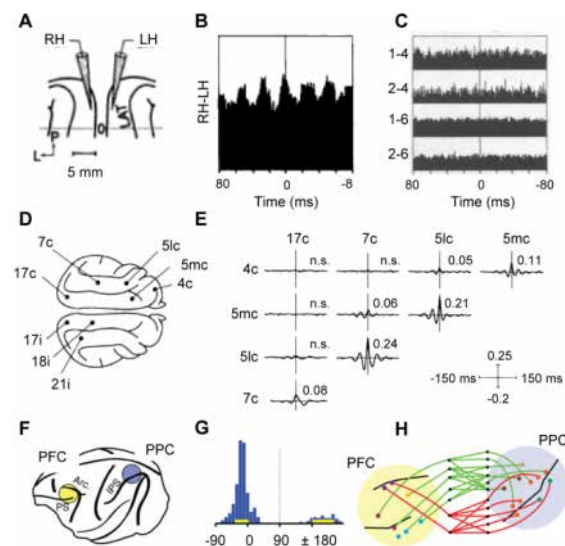 A
RH
LH
LAT
P
L
0
5 mm
B
RH-LH
80
0
-8
Time (ms)
C
1-4
2-4
1-6
2-6
80
0
-80
Time (ms)
D
7c
5lc
5mc
17c
4c
17i
18i
21i
E
17c
7c
5lc
5mc
4c
n.s.
n.s.
0.05
0.11
5mc
n.s.
0.06
0.21
5lc
n.s.
0.24
7c
0.08
0.25
-150 ms
150 ms
-0.2
F
PFC
PPC
Arc.
IPS
PS
G
-90
0
90
± 180
H
PFC
PPC